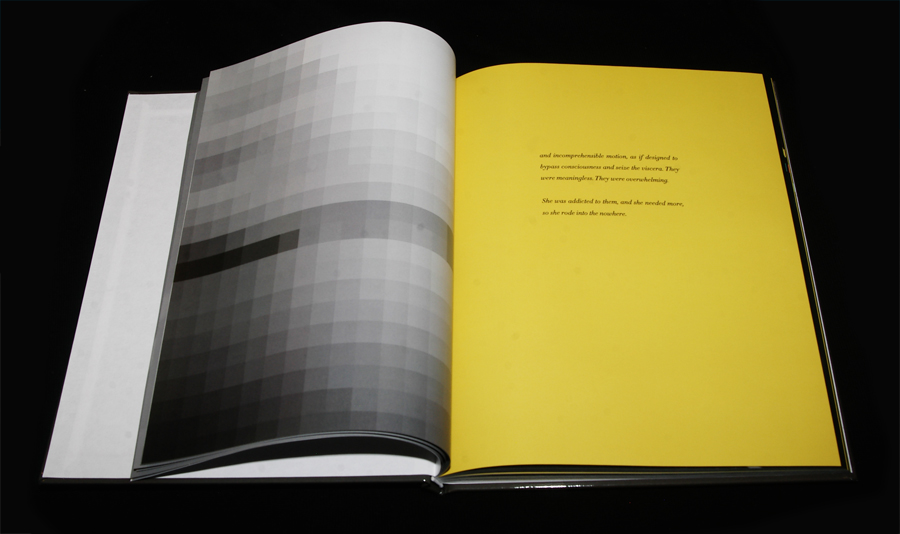 and incomprehensible motion, as if designed to
bypass consciousness and seize the viscera. They
were meaningless. They were overwhelming.
She was addicted to them, and she needed more,
so she rode into the nowhere.